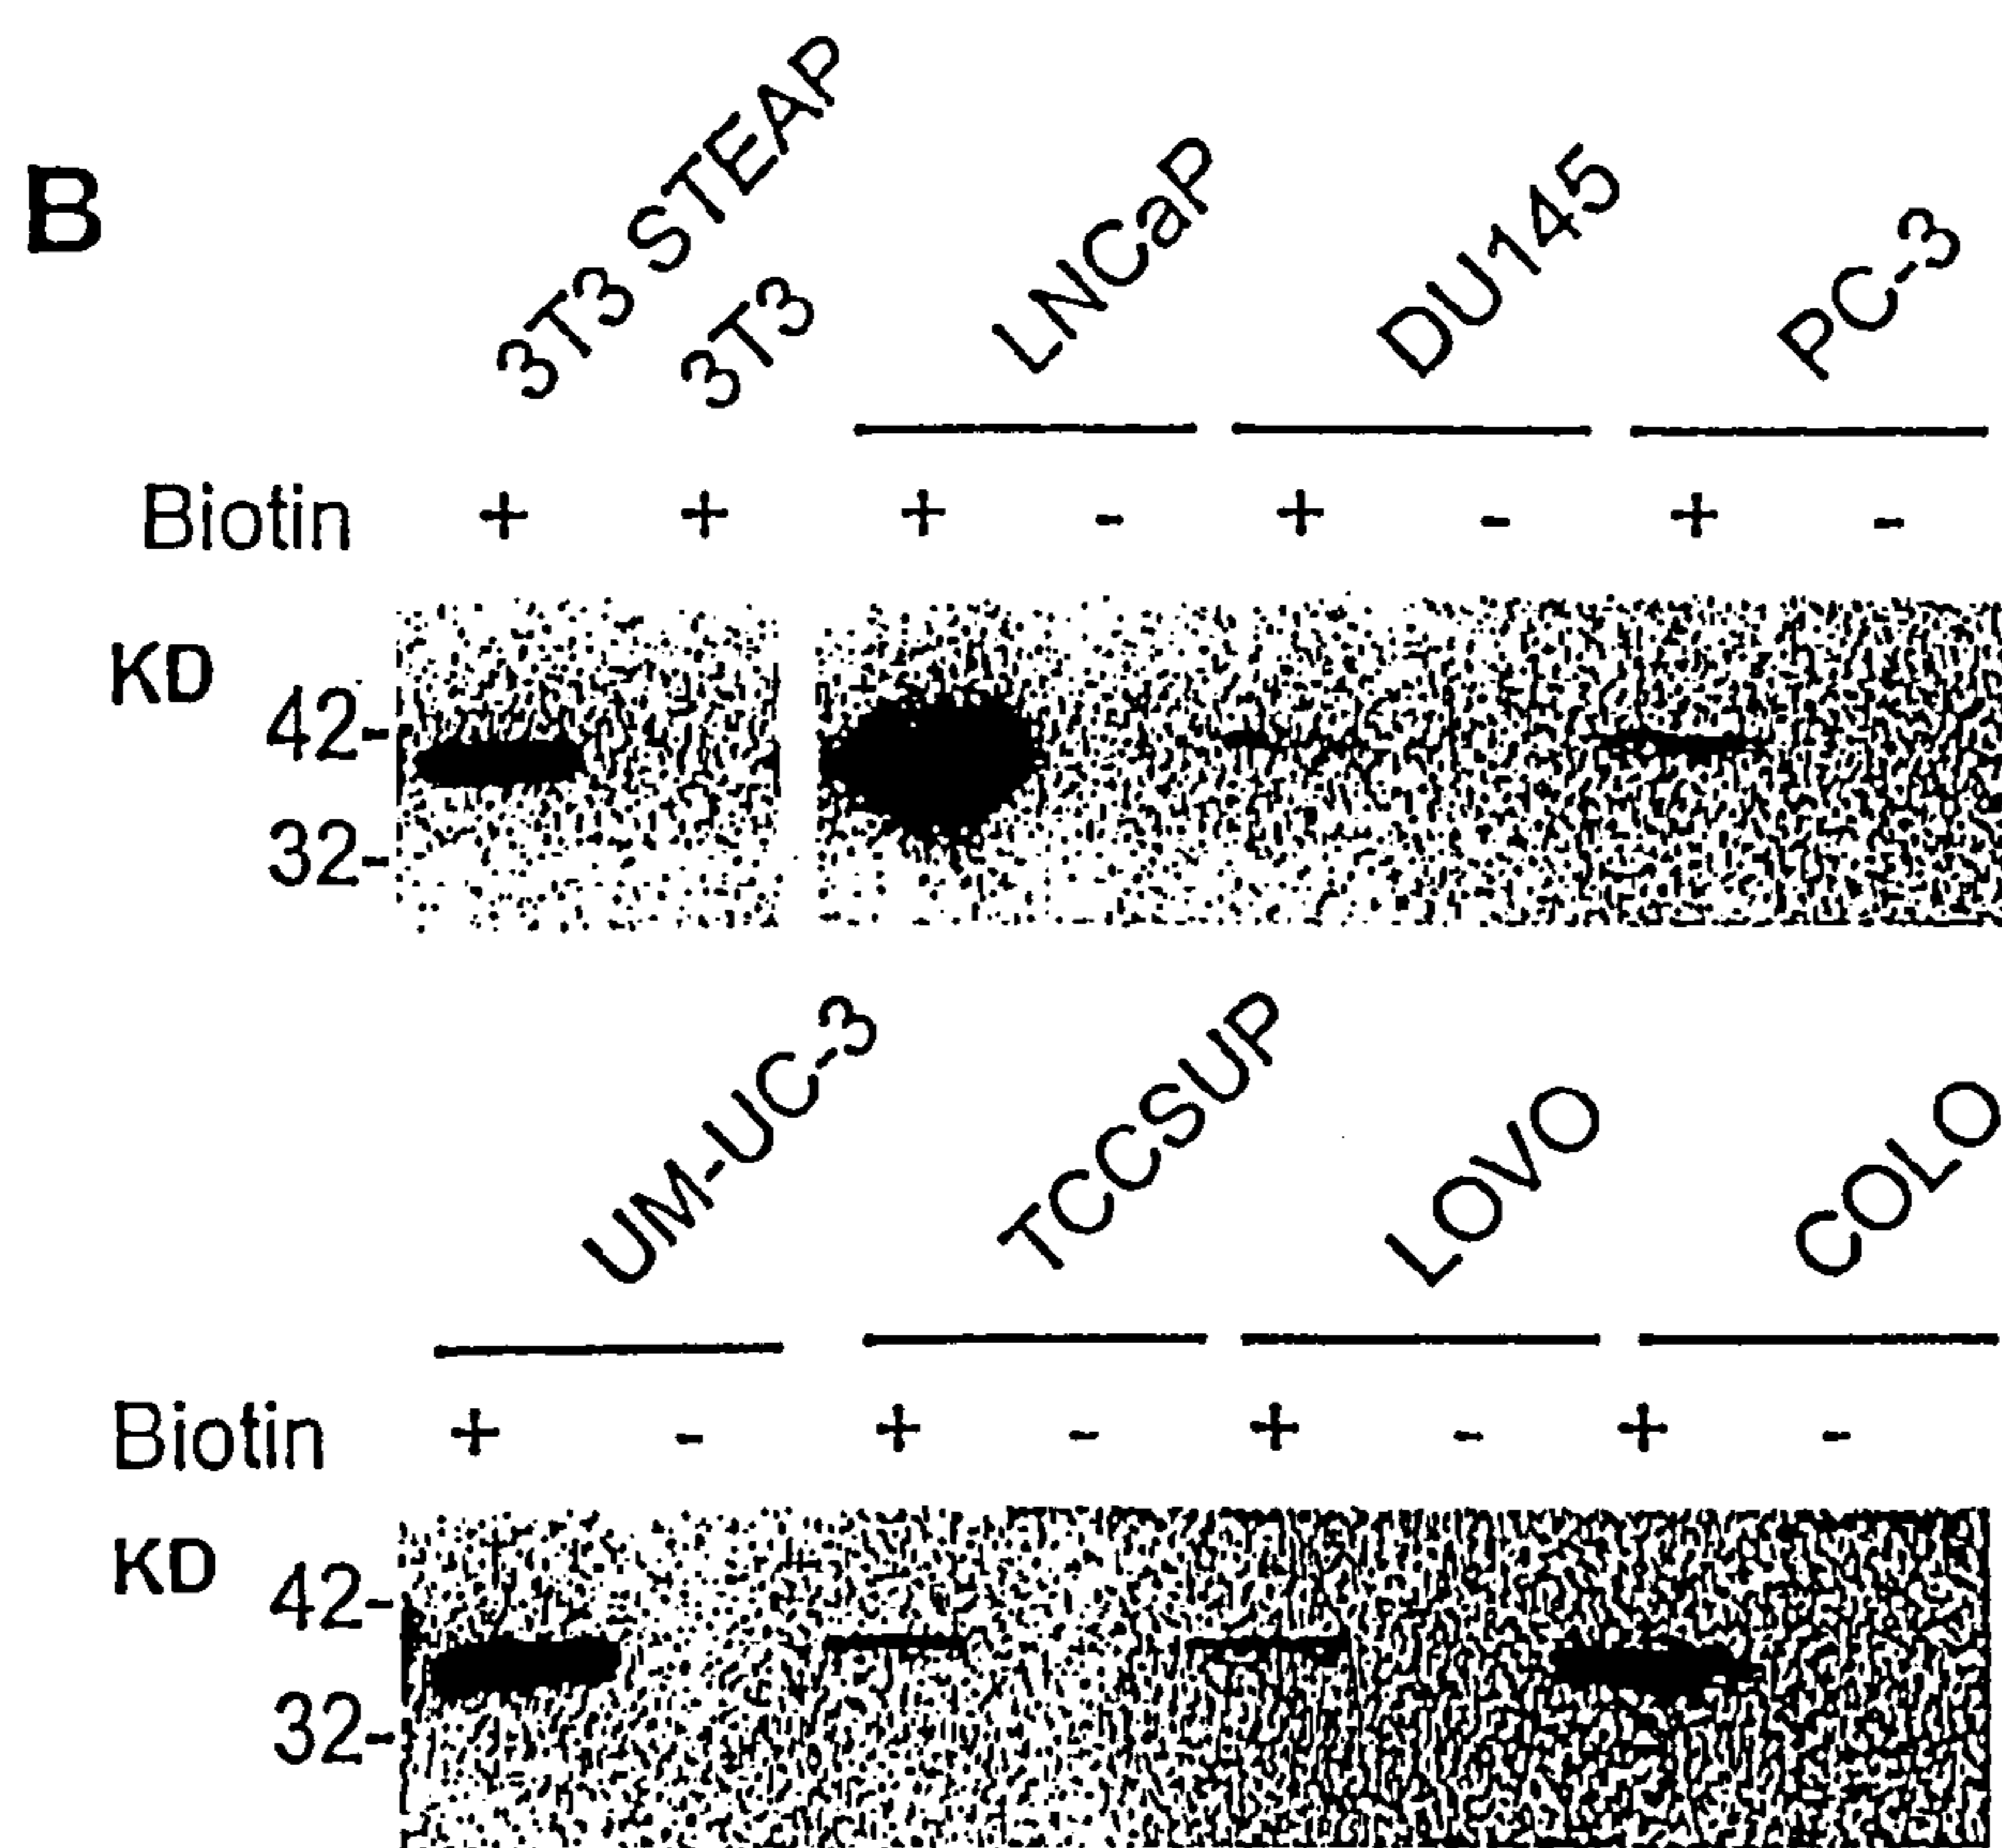 B
3T3 STEAP
3T3
LNCaP
DU145
PC-3
Biotin + + + - + - + -
KD
42-
32-
UM-UC-3
TCCSUP
LOVO
COLO
Biotin + - + - + - + -
KD
42-
32-